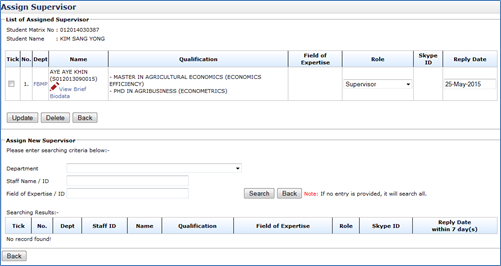 Assign Supervisor
List of Assigned Supervisor
Student Matrix No : 012014030387
Student Name : KIM SANG YONG
Tick No. Dept Name Qualification Field of Expertise Role Skype ID Reply Date
1. FBMP AYE AYE KHIN (S012013090015) View Brief Biodata - MASTER IN AGRICULTURAL ECONOMICS (ECONOMICS EFFICIENCY) - PHD IN AGRIBUSINESS (ECONOMETRICS) Supervisor 25-May-2015
Update Delete Back
Assign New Supervisor
Please enter searching criteria below:-
Department
Staff Name / ID
Field of Expertise / ID Search Back Note: If no entry is provided, it will search all.
Searching Results:-
Tick No. Dept Staff ID Name Qualification Field of Expertise Role Skype ID Reply Date within 7 day(s)
No record found!
Back